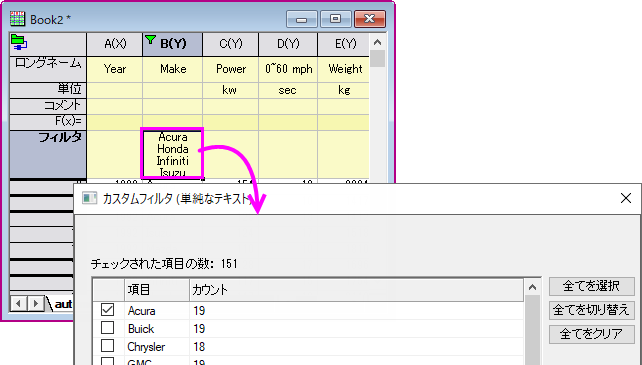 Book2 *
A(X) B(Y) C(Y) D(Y) E(Y)
ロングネーム Year Make Power 0~60 mph Weight
単位 kw sec kg
コメント
F(x)=
フィルタ Acura
Honda
Infiniti
Isuzu
カスタムフィルタ (単純なテキスト)
チェックされた項目の数: 151
項目 カウント
Acura 19
Buick 19
Chrysler 18
GMC 19
全てを選択
全てを切り替え
全てをクリア
aut